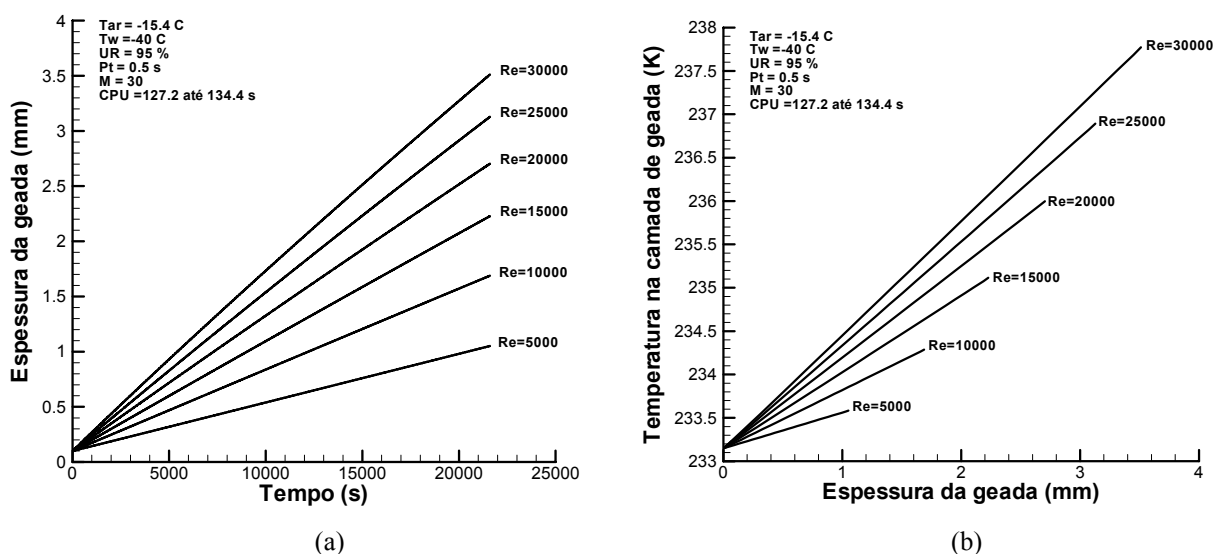 Espessura da geada (mm)
4
3.5
3
2.5
2
1.5
1
0.5
0
Tar = -15.4 C
Tw =-40 C
UR = 95 %
Pt = 0.5 s
M = 30
CPU =127.2 até 134.4 s
Re=30000
Re=25000
Re=20000
Re=15000
Re=10000
Re=5000
0 5000 10000 15000 20000 25000
Tempo (s)
(a)
Temperatura na camada de geada (K)
238
237.5
237
236.5
236
235.5
235
234.5
234
233.5
233
Tar = -15.4 C
Tw =-40 C
UR = 95 %
Pt = 0.5 s
M = 30
CPU =127.2 até 134.4 s
Re=30000
Re=25000
Re=20000
Re=15000
Re=10000
Re=5000
0 1 2 3 4
Espessura da geada (mm)
(b)